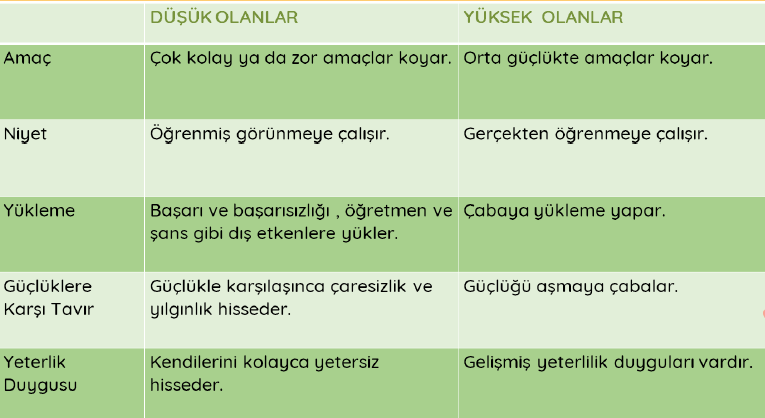 DÜŞÜK OLANLAR
YÜKSEK OLANLAR
Amaç
Çok kolay ya da zor amaçlar koyar.
Orta güçlükte amaçlar koyar.
Niyet
Öğrenmiş görünmeye çalışır.
Gerçekten öğrenmeye çalışır.
Yükleme
Başarı ve başarısızlığı , öğretmen ve
şans gibi dış etkenlere yükler.
Çabaya yükleme yapar.
Güçlüklere
Karşı Tavır
Güçlükle karşılaşınca çaresizlik ve
yılgınlık hisseder.
Güçlüğü aşmaya çabalar.
Yeterlik
Duygusu
Kendilerini kolayca yetersiz
hisseder.
Gelişmiş yeterlilik duyguları vardır.